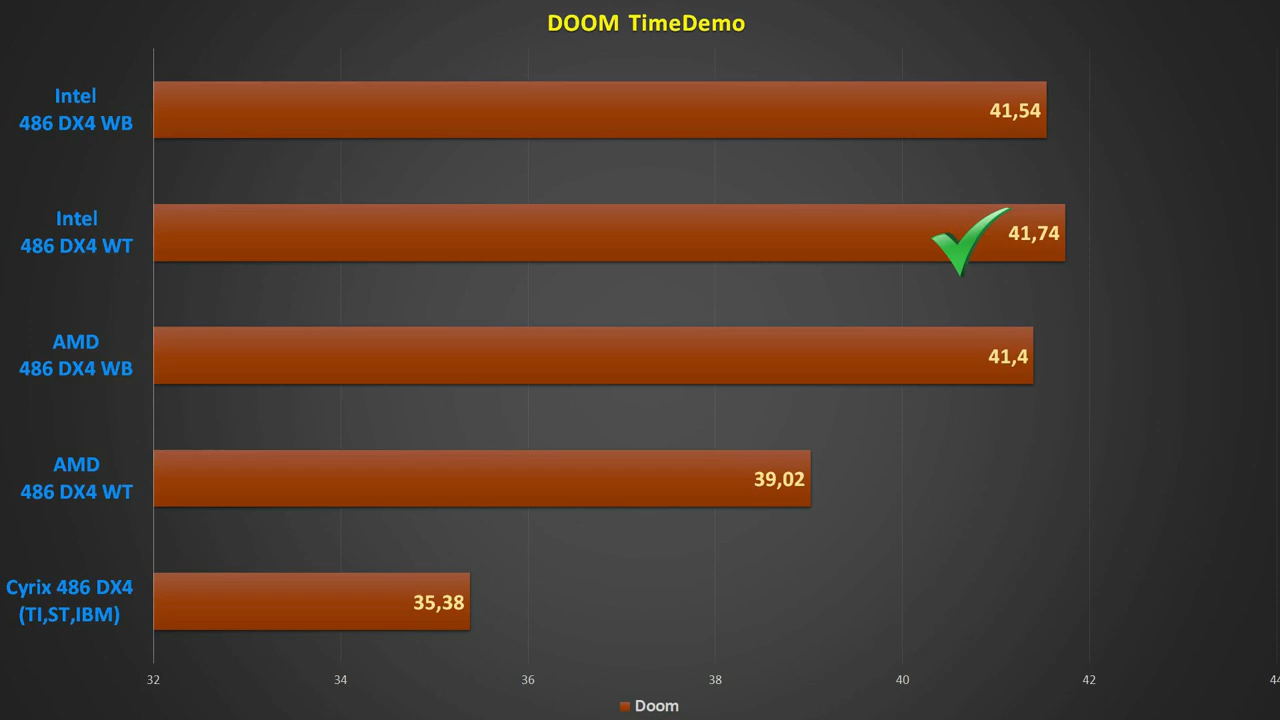 DOOM TimeDemo
Intel
486 DX4 WB
41,54
Intel
486 DX4 WT
41,74
AMD
486 DX4 WB
41,4
AMD
486 DX4 WT
39,02
Cyrix 486 DX4
(TI,ST,IBM)
35,38
32 34 36 38 40 42 44
Doom